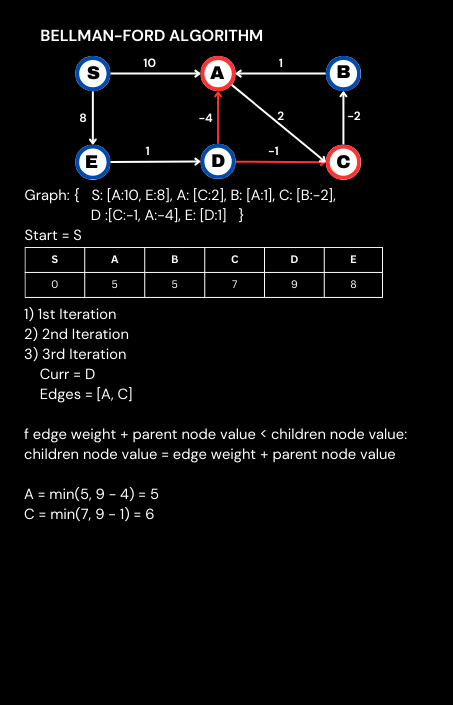 BELLMAN-FORD ALGORITHM
10
1
S
A
B
8
-4
2
-2
1
-1
E
D
C
Graph: { S: [A:10, E:8], A: [C:2], B: [A:1], C: [B:-2],
D :[C:-1, A:-4], E: [D:1] }
Start = S
S A B C D E
0 5 5 7 9 8
1) 1st Iteration
2) 2nd Iteration
3) 3rd Iteration
Curr = D
Edges = [A, C]
f edge weight + parent node value < children node value:
children node value = edge weight + parent node value
A = min(5, 9 - 4) = 5
C = min(7, 9 - 1) = 6